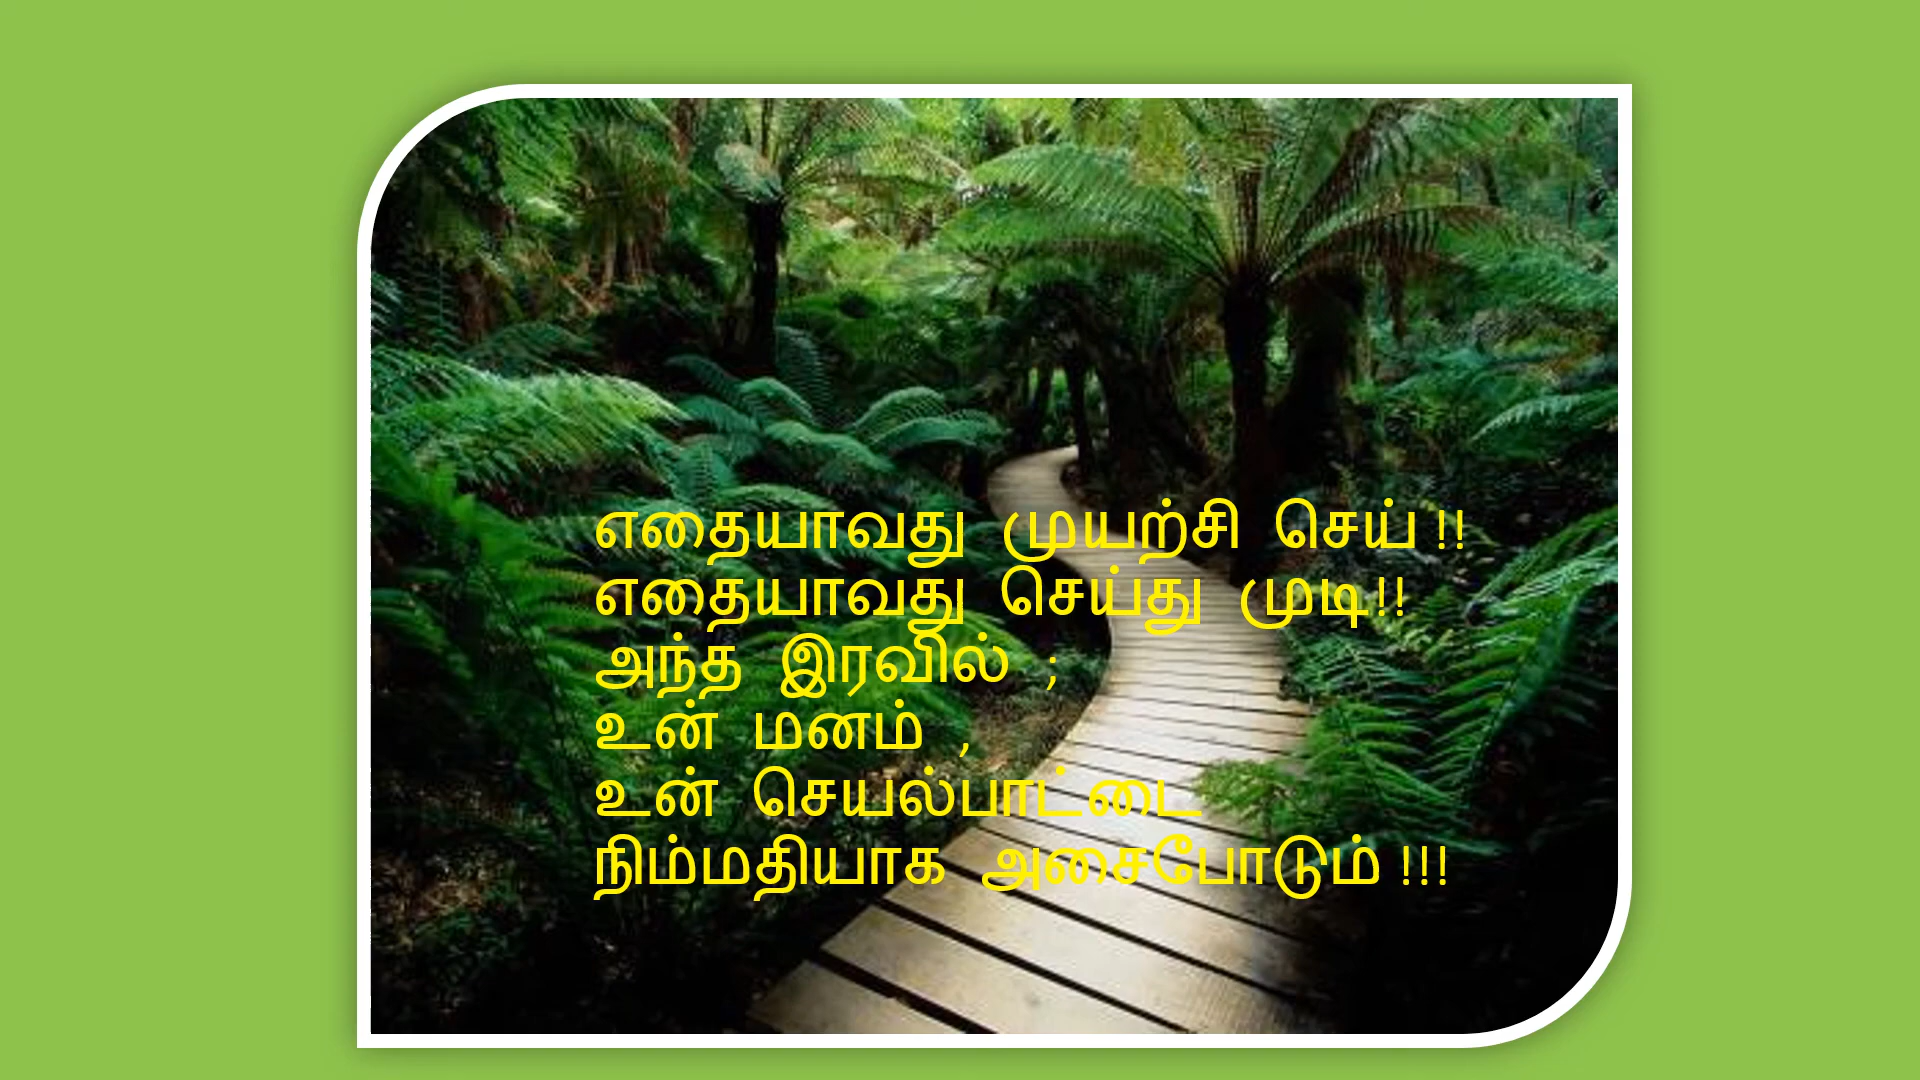 எதையாவது முயற்சி செய் !!
எதையாவது செய்து முடி!!
அந்த இரவில் ;
உன் மனம் ,
உன் செயல்பாட்டை
நிம்மதியாக அசைபோடும் !!!